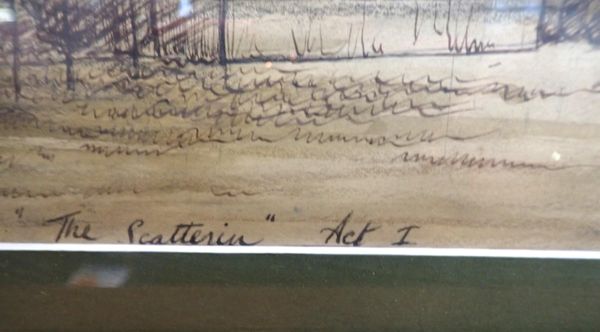 "The Scatterin" Act I